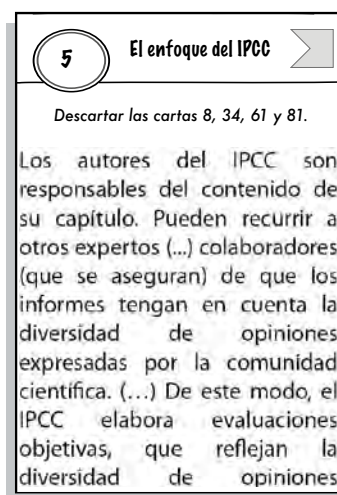 5
El enfoque del IPCC
Descartar las cartas 8, 34, 61 y 81.
Los autores del IPCC son
responsables del contenido de
su capítulo. Pueden recurrir a
otros expertos (...) colaboradores
(que se aseguran) de que los
informes tengan en cuenta la
diversidad de opiniones
expresadas por la comunidad
científica. (...) De este modo, el
IPCC elabora evaluaciones
objetivas, que reflejan la
diversidad de opiniones